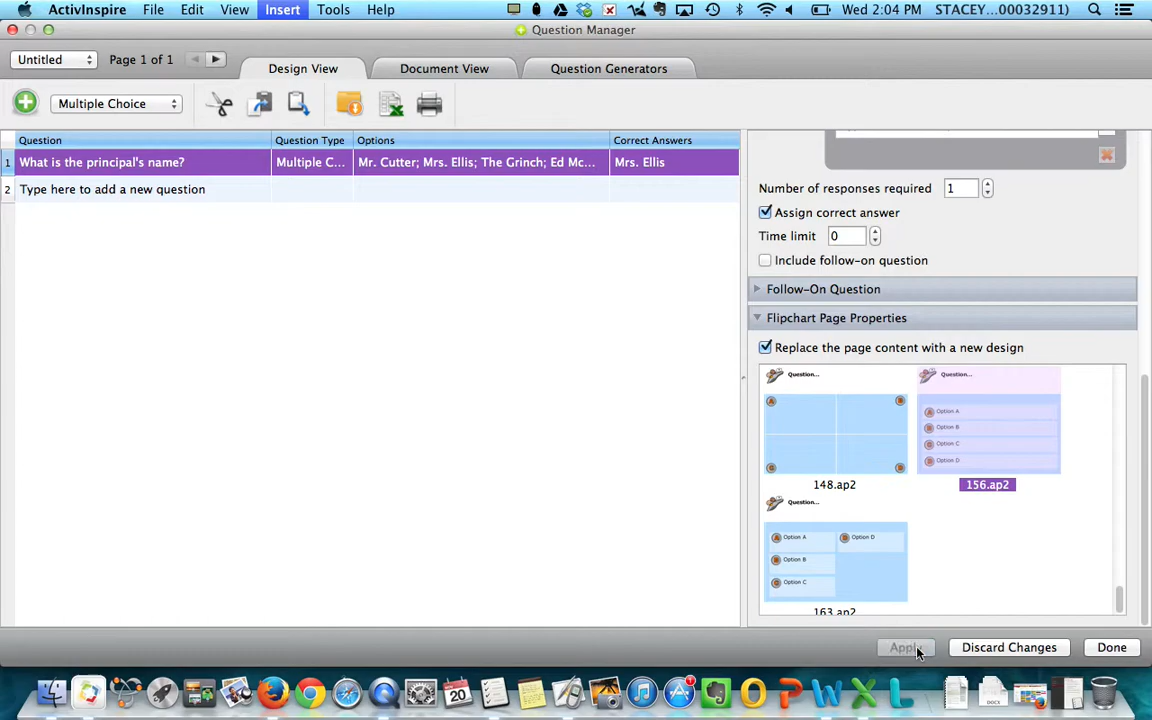 ActivInspire File Edit View Insert Tools Help Wed 2:04 PM STACEY...00032911)
Question Manager
Untitled Page 1 of 1 Design View Document View Question Generators
Multiple Choice
Question Question Type Options Correct Answers
1 What is the principal's name? Multiple C... Mr. Cutter; Mrs. Ellis; The Grinch; Ed Mc... Mrs. Ellis
2 Type here to add a new question
Number of responses required 1
Assign correct answer
Time limit 0
Include follow-on question
Follow-On Question
Flipchart Page Properties
Replace the page content with a new design
Question... Question...
Option A
Option B
Option C
Option D
148.ap2 156.ap2
Question...
Option A Option D
Option B
Option C
163.ap2
Apply Discard Changes Done
20